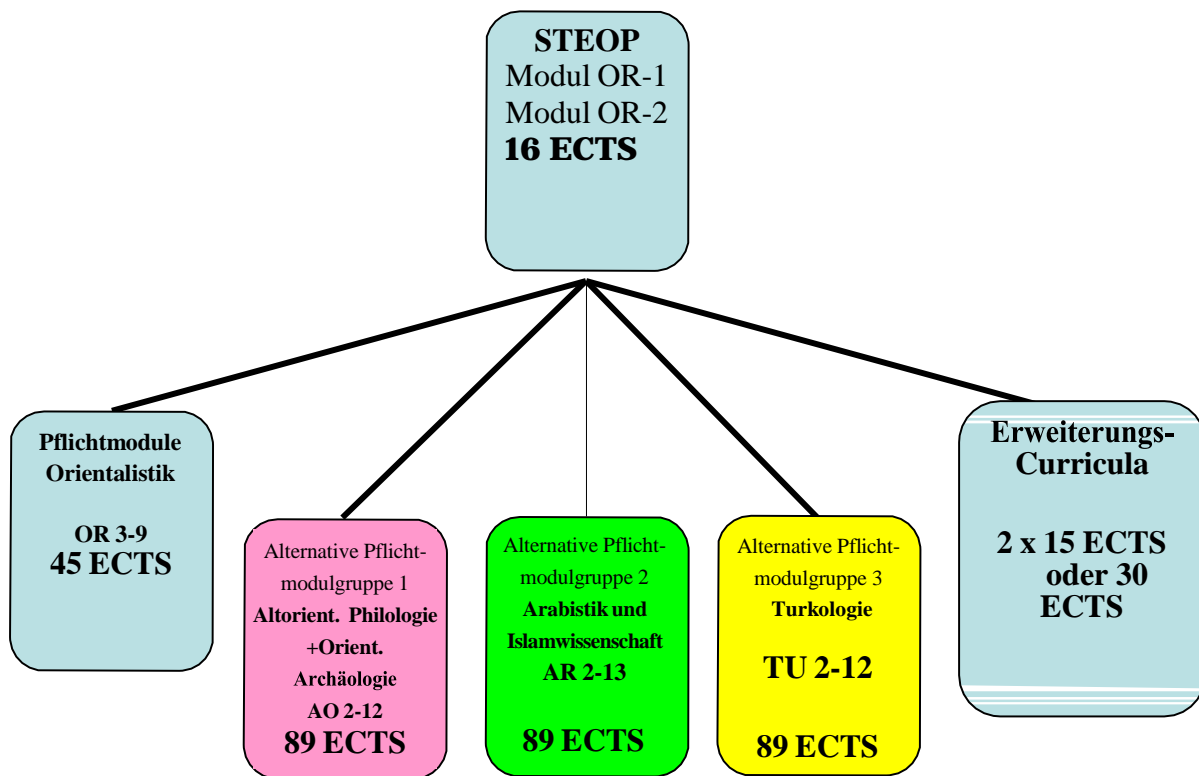 STEOP
Modul OR-1
Modul OR-2
16 ECTS
Pflichtmodule
Orientalistik
OR 3-9
45 ECTS
Alternative Pflicht-
modulgruppe 1
Altorient. Philologie
+Orient.
Archäologie
AO 2-12
89 ECTS
Alternative Pflicht-
modulgruppe 2
Arabistik und
Islamwissenschaft
AR 2-13
89 ECTS
Alternative Pflicht-
modulgruppe 3
Turkologie
TU 2-12
89 ECTS
Erweiterungs-
Curricula
2 x 15 ECTS
oder 30
ECTS